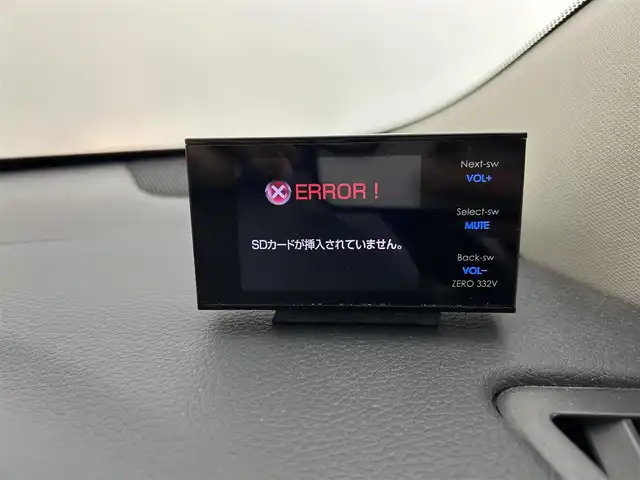 ERROR！
SDカードが挿入されていません。
Next-sw
VOL+
Select-sw
MUTE
Back-sw
VOL−
ZERO 332V